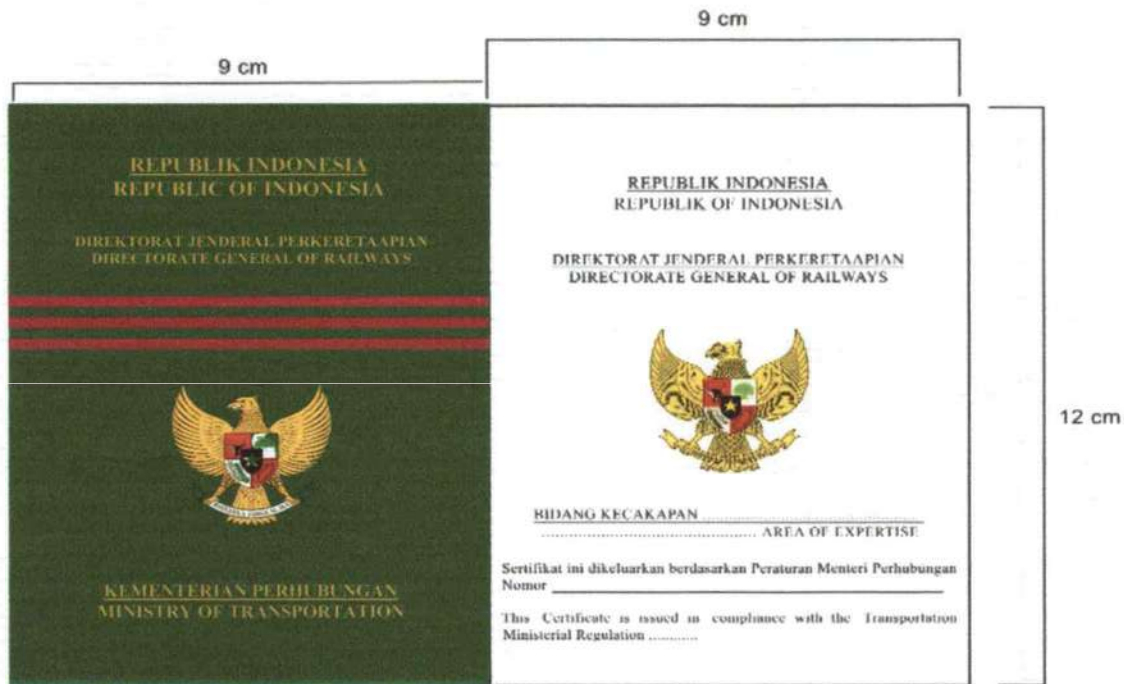 9 cm
9 cm
REPUBLIK INDONESIA
REPUBLIC OF INDONESIA
DIREKTORAT JENDERAL PERKERETAAPIAN
DIRECTORATE GENERAL OF RAILWAYS
KEMENTERIAN PERHUBUNGAN
MINISTRY OF TRANSPORTATION
REPUBLIK INDONESIA
REPUBLIK OF INDONESIA
DIREKTORAT JENDERAL PERKERETAAPIAN
DIRECTORATE GENERAL OF RAILWAYS
BIDANG KECAKAPAN ..............................................
.............................................. AREA OF EXPERTISE
Sertifikat ini dikeluarkan berdasarkan Peraturan Menteri Perhubungan
Nomor ______________________________
This Certificate is issued in compliance with the Transportation
Ministerial Regulation ............
12 cm